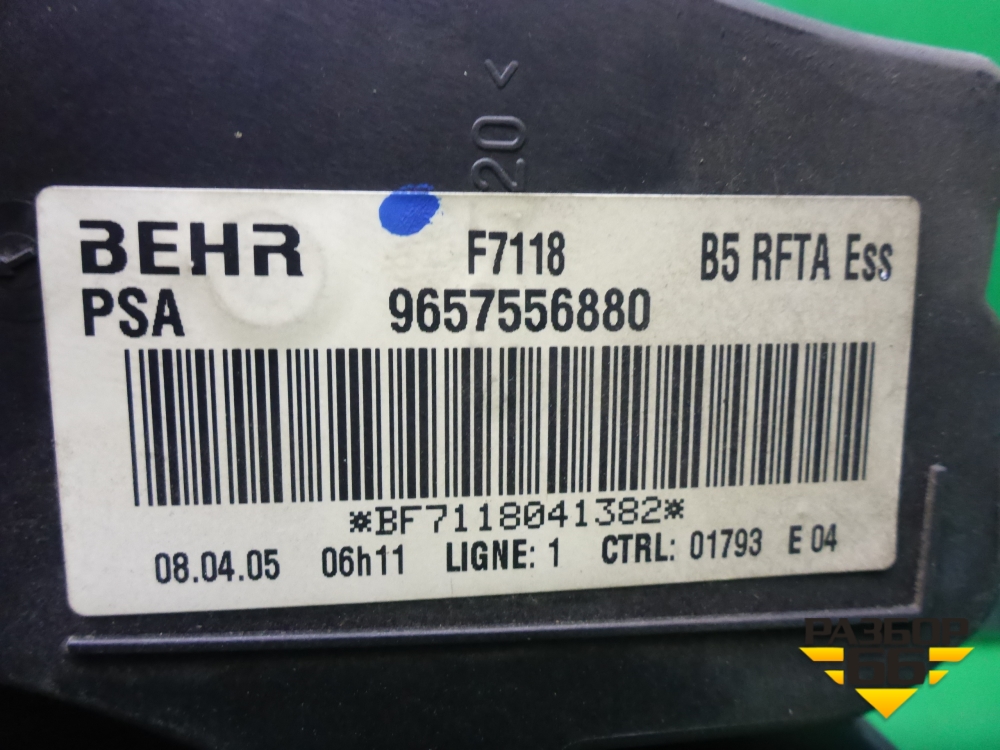 20 <
BEHR F7118 B5 RFTA Ess
PSA 9657556880
*BF7118041382*
08.04.05 06h11 LIGNE: 1 CTRL: 01793 E 04
РАЗБОР
66